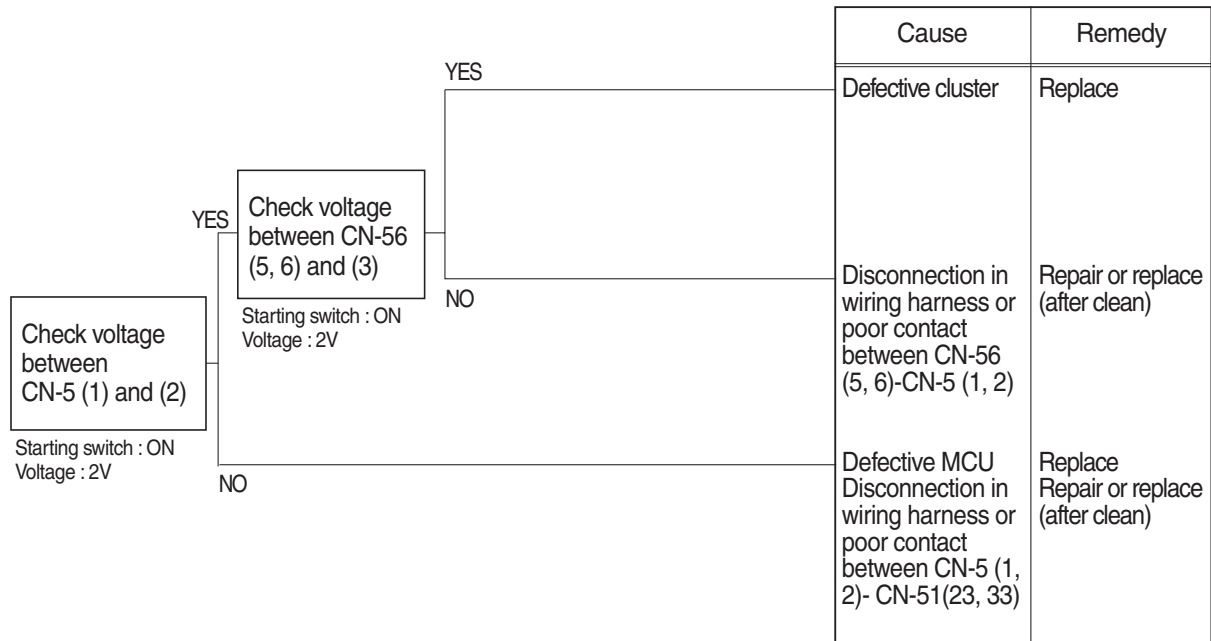 Cause
Remedy
YES
Defective cluster
Replace
YES
Check voltage
between CN-56
(5, 6) and (3)
Starting switch : ON
Voltage : 2V
NO
Disconnection in
wiring harness or
poor contact
between CN-56
(5, 6)-CN-5 (1, 2)
Repair or replace
(after clean)
Check voltage
between
CN-5 (1) and (2)
Starting switch : ON
Voltage : 2V
NO
Defective MCU
Disconnection in
wiring harness or
poor contact
between CN-5 (1,
2)- CN-51(23, 33)
Replace
Repair or replace
(after clean)